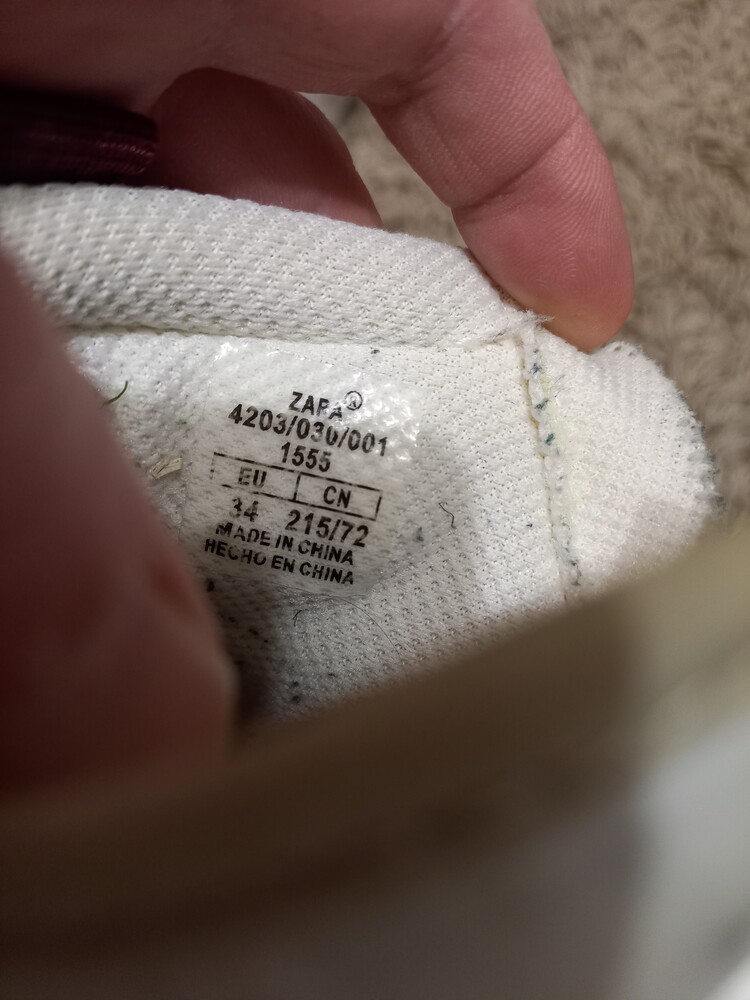 ZARA®
4203/030/001
1555
EU CN
34 215/72
MADE IN CHINA
HECHO EN CHINA